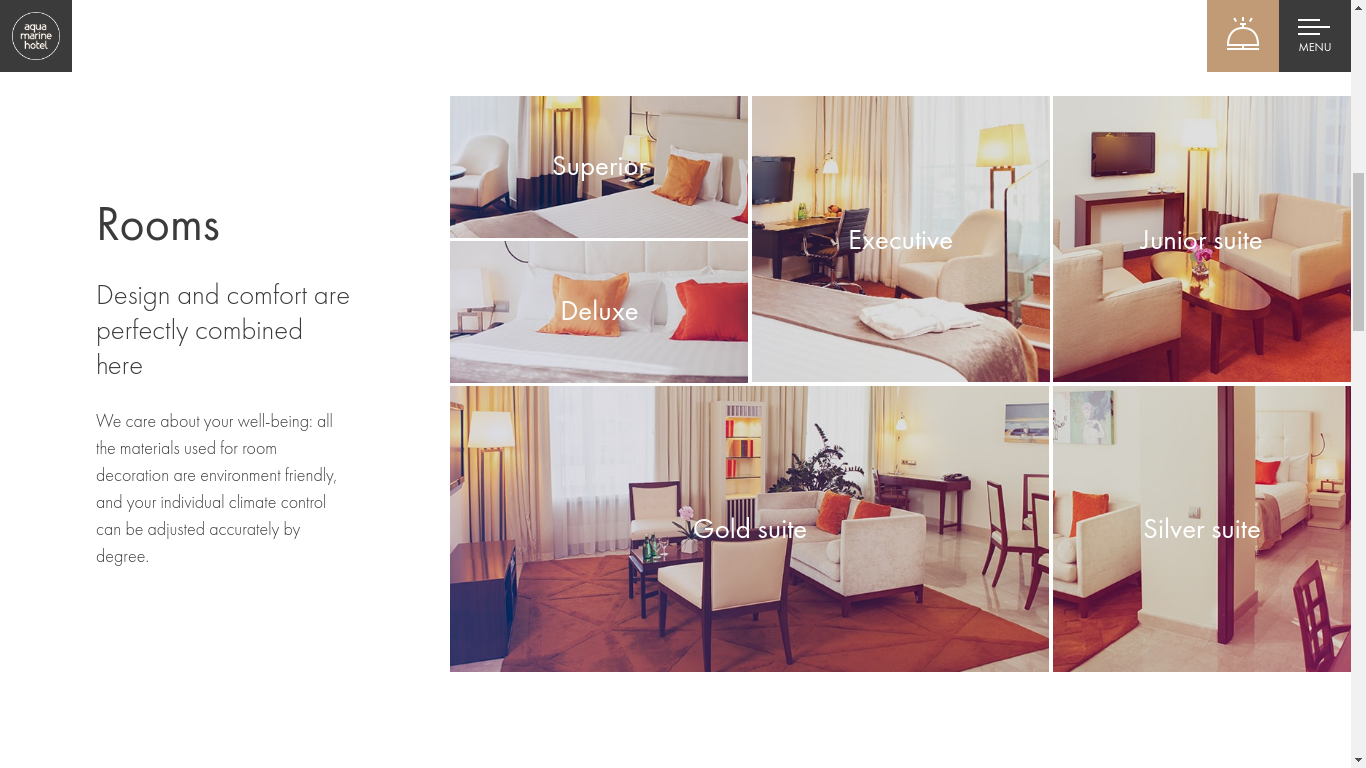 aqua
marine
hotel
MENU
Rooms
Design and comfort are
perfectly combined
here
We care about your well-being: all
the materials used for room
decoration are environment friendly,
and your individual climate control
can be adjusted accurately by
degree.
Superior
Deluxe
Executive
Junior suite
Gold suite
Silver suite